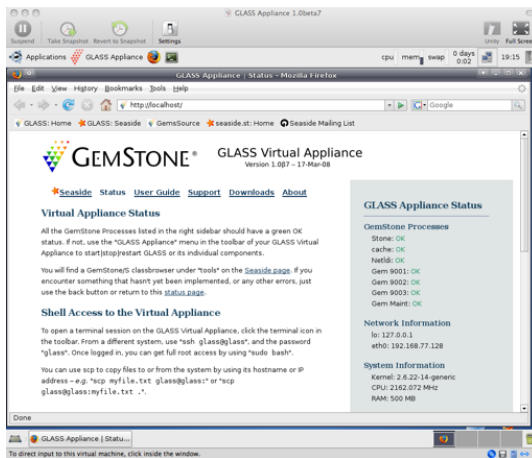 GLASS Appliance 1.0beta7
Suspend Take Snapshot Revert to Snapshot Settings Unity Full Scree
Applications GLASS Appliance cpu mem swap 0 days 0:02 19:15
GLASS Appliance | Status - Mozilla Firefox
File Edit View History Bookmarks Tools Help
http://localhost/ Google
GLASS: Home GLASS: Seaside GemsSource seaside.st: Home Seaside Mailing List
GEMSTONE® GLASS Virtual Appliance
Version 1.0β7 – 17-Mar-08
Seaside Status User Guide Support Downloads About
Virtual Appliance Status
All the GemStone Processes listed in the right sidebar should have a green OK
status. If not, use the "GLASS Appliance" menu in the toolbar of your GLASS Virtual
Appliance to start|stop|restart GLASS or its individual components.
You will find a GemStone/S classbrowser under "tools" on the Seaside page. If you
encounter something that hasn't yet been implemented, or any other errors, just
use the back button or return to this status page.
Shell Access to the Virtual Appliance
To open a terminal session on the GLASS Virtual Appliance, click the terminal icon in
the toolbar. From a different system, use "ssh glass@glass", and the password
"glass". Once logged in, you can get full root access by using "sudo bash".
You can use scp to copy files to or from the system by using its hostname or IP
address – e.g. "scp myfile.txt glass@glass:" or "scp
glass@glass:myfile.txt .".
GLASS Appliance Status
GemStone Processes
Stone: OK
cache: OK
Netldi: OK
Gem 9001: OK
Gem 9002: OK
Gem 9003: OK
Gem Maint: OK
Network Information
lo: 127.0.0.1
eth0: 192.168.77.128
System Information
Kernel: 2.6.22-14-generic
CPU: 2162.072 MHz
RAM: 500 MB
Done
GLASS Appliance | Statu...
To direct input to this virtual machine, click inside the window.